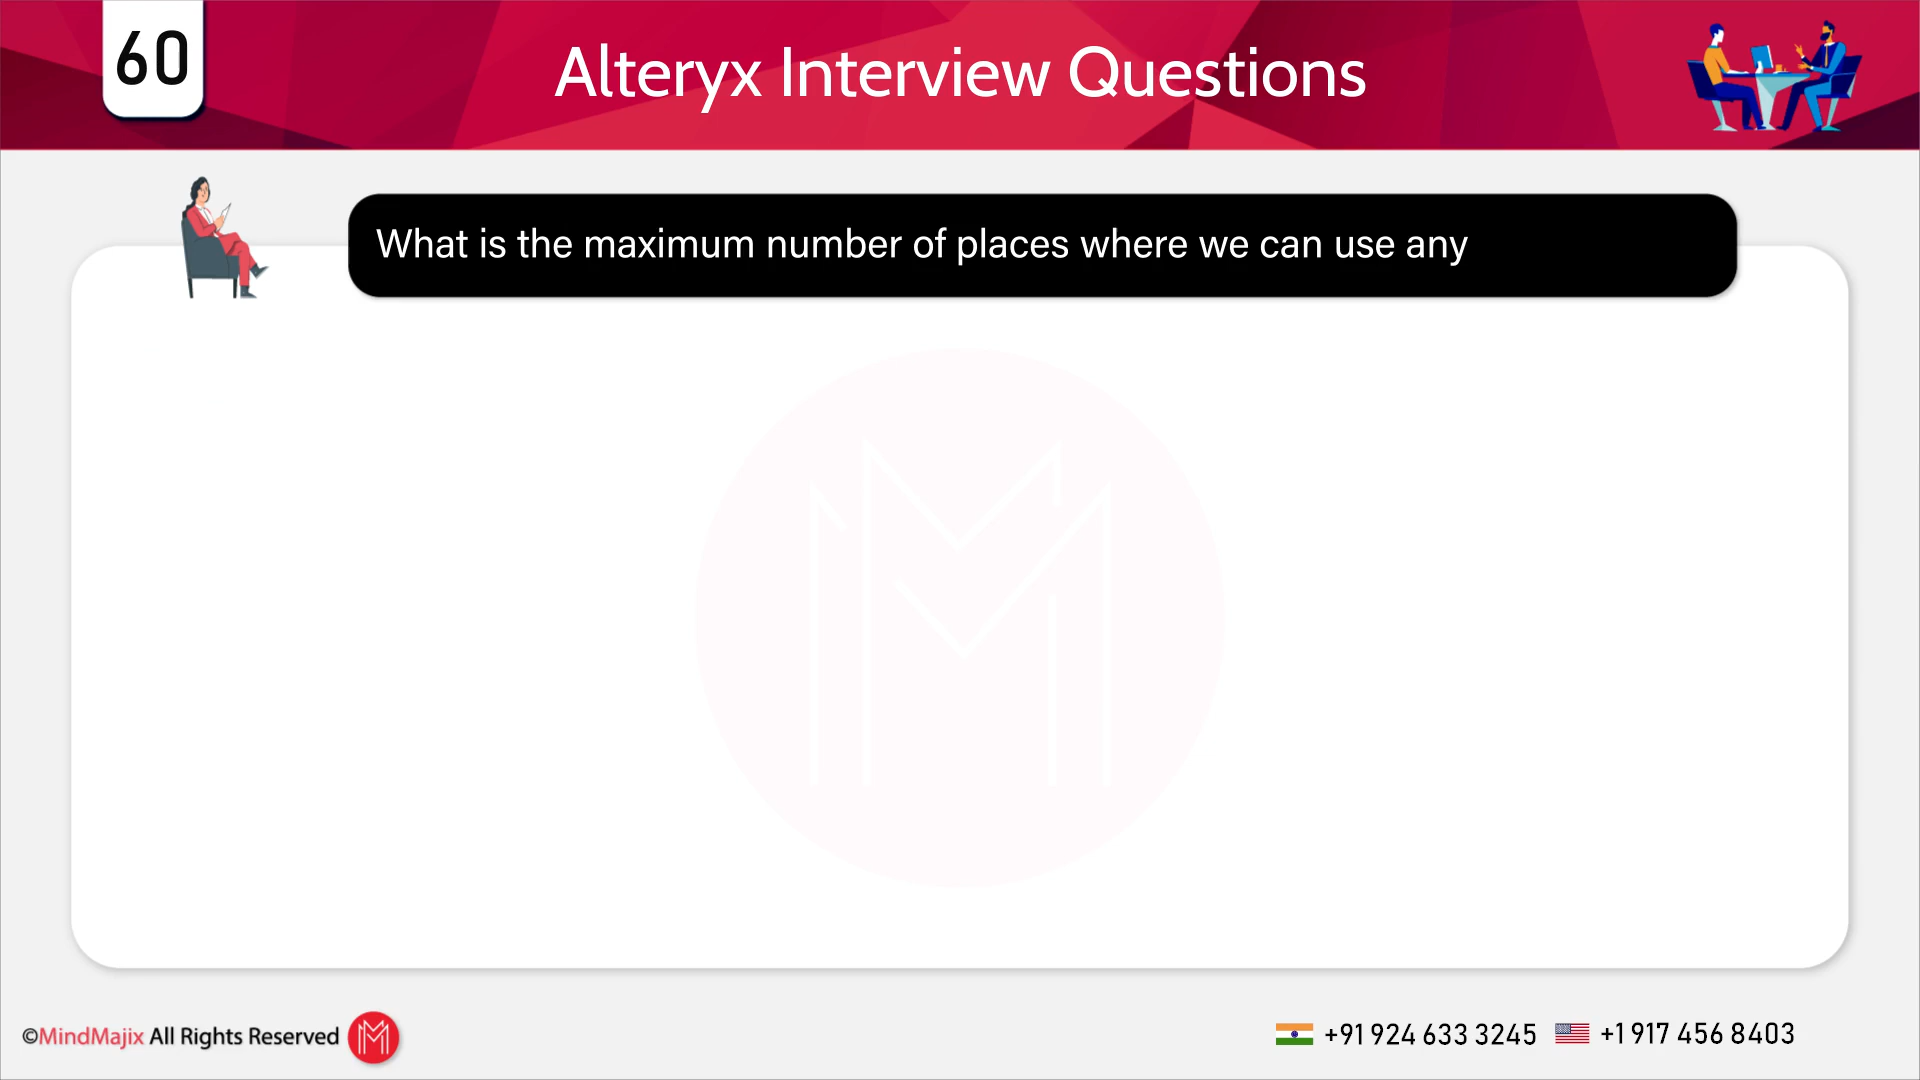 60
Alteryx Interview Questions
What is the maximum number of places where we can use any
©MindMajix All Rights Reserved
+91 924 633 3245
+1 917 456 8403